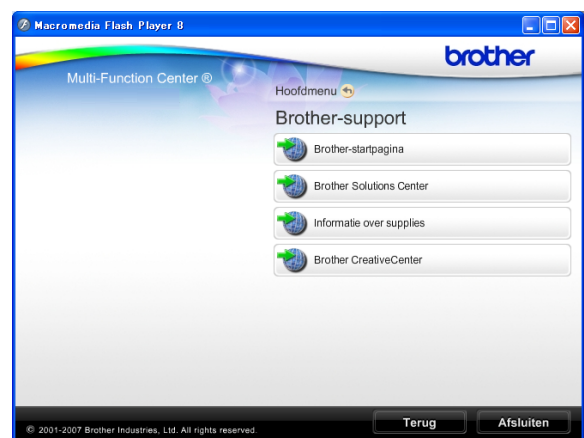 Macromedia Flash Player 8
brother
Multi-Function Center ®
Hoofdmenu
Brother-support
Brother-startpagina
Brother Solutions Center
Informatie over supplies
Brother CreativeCenter
© 2001-2007 Brother Industries, Ltd. All rights reserved.
Terug
Afsluiten